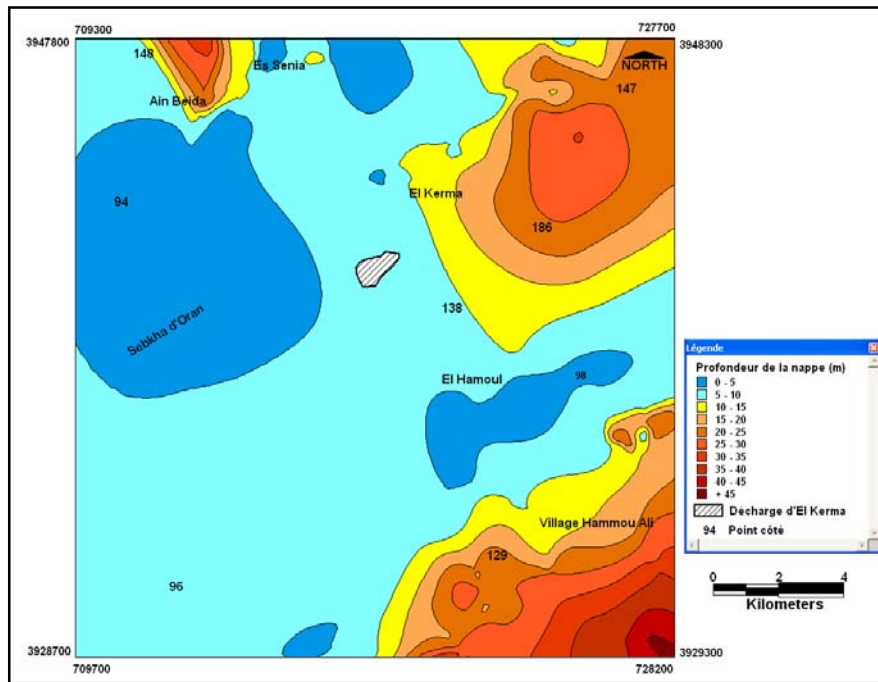 709300
727700
3947800
3948300
148
Es Senia
NORTH
147
Ain Beida
94
El Kerma
186
138
Sebkha d'Oran
El Hamoul
98
Village Hammou Ali
129
96
3928700
3929300
709700
728200
Légende
Profondeur de la nappe (m)
0 - 5
5 - 10
10 - 15
15 - 20
20 - 25
25 - 30
30 - 35
35 - 40
40 - 45
+ 45
Décharge d'El Kerma
94 Point côté
0 2 4
Kilometers